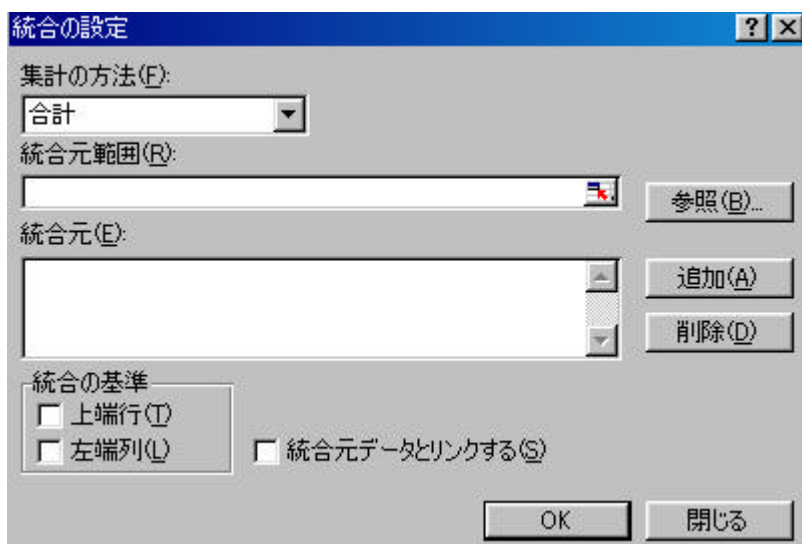 統合の設定
集計の方法(F):
合計
統合元範囲(R):
参照(B)...
統合元(E):
追加(A)
削除(D)
統合の基準
上端行(T)
左端列(L)
統合元データとリンクする(S)
OK
閉じる